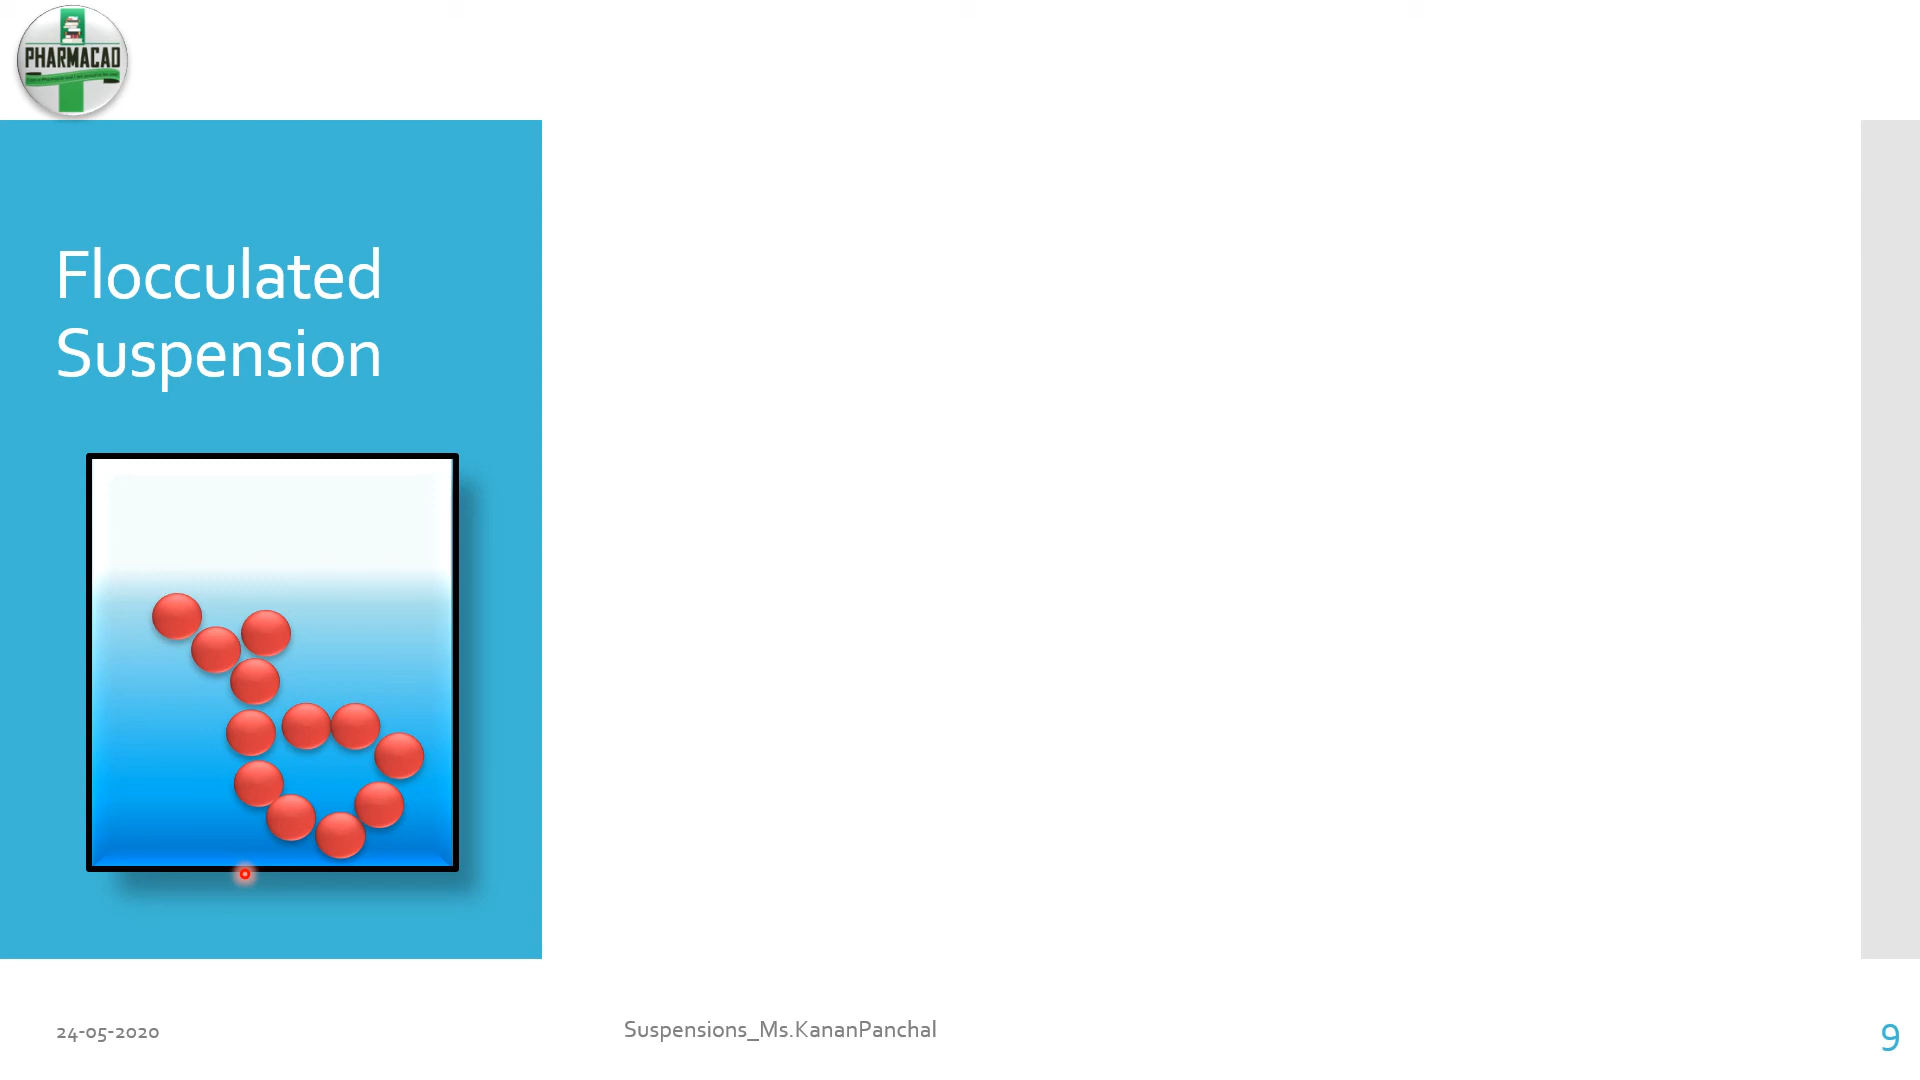 PHARMACAD
Flocculated
Suspension
24-05-2020
Suspensions_Ms.KananPanchal
9